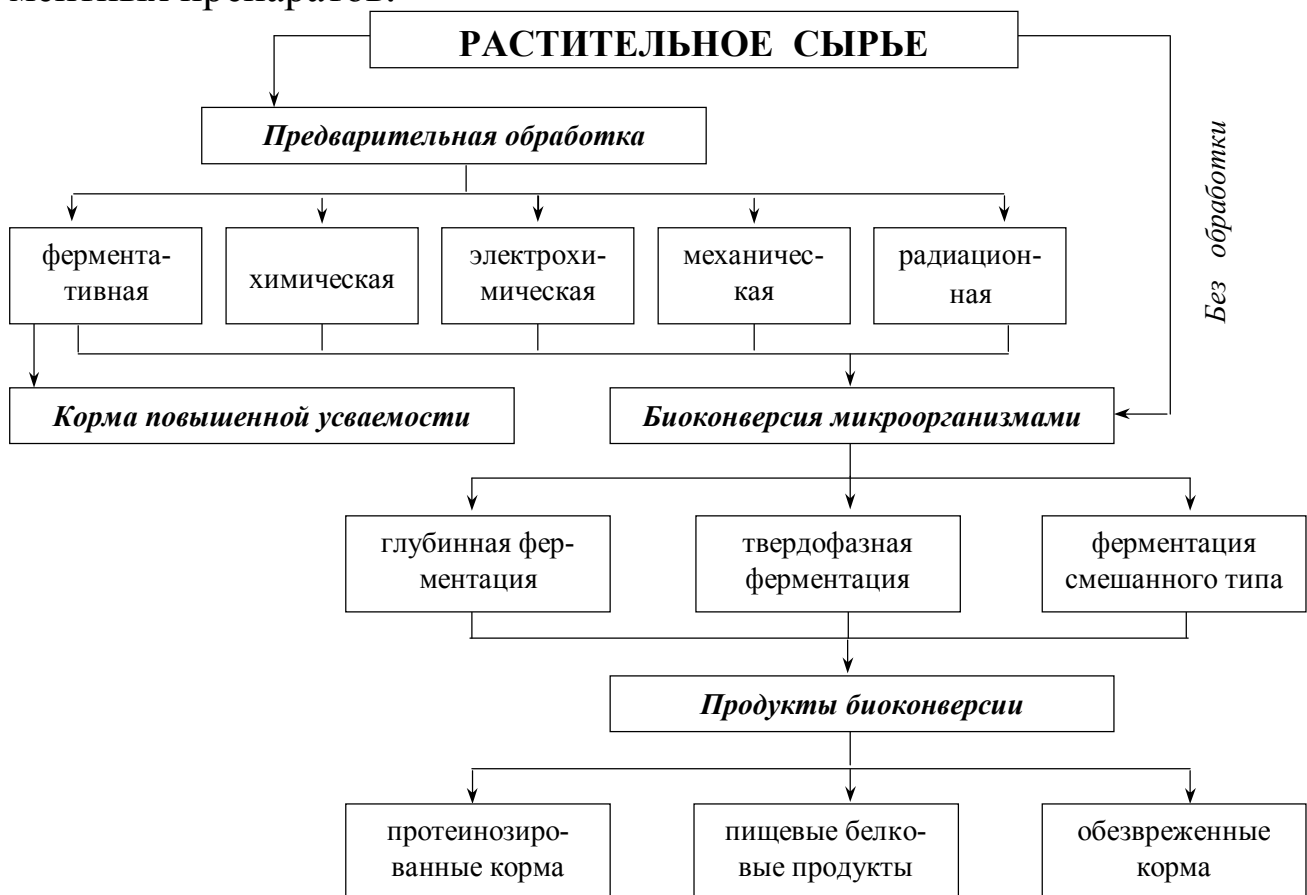 РАСТИТЕЛЬНОЕ СЫРЬЕ
Предварительная обработка
Без обработки
фермента-
тивная
химическая
электрохи-
мическая
механичес-
кая
радиацион-
ная
Корма повышенной усваемости
Биоконверсия микроорганизмами
глубинная фер-
ментация
твердофазная
ферментация
ферментация
смешанного типа
Продукты биоконверсии
протеинозиро-
ванные корма
пищевые белко-
вые продукты
обезвреженные
корма